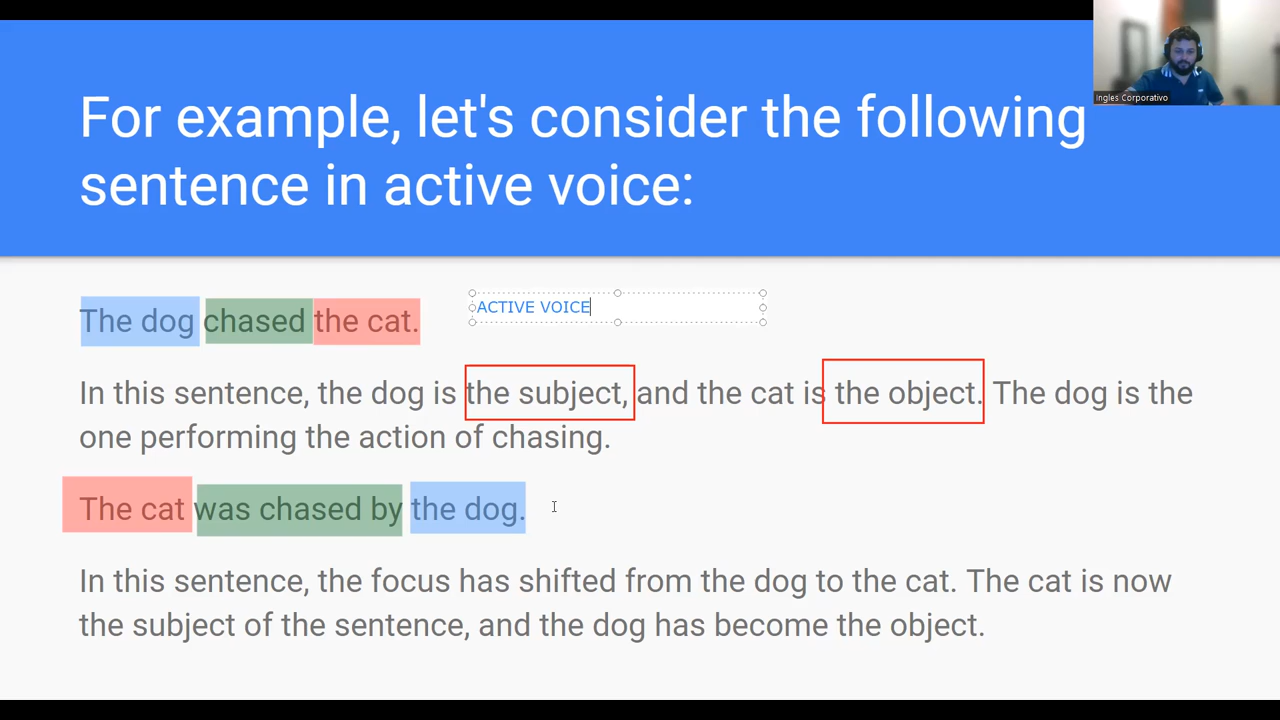 Ingles Corporativo
For example, let's consider the following
sentence in active voice:
The dog chased the cat.
ACTIVE VOICE
In this sentence, the dog is the subject, and the cat is the object. The dog is the
one performing the action of chasing.
The cat was chased by the dog.
In this sentence, the focus has shifted from the dog to the cat. The cat is now
the subject of the sentence, and the dog has become the object.